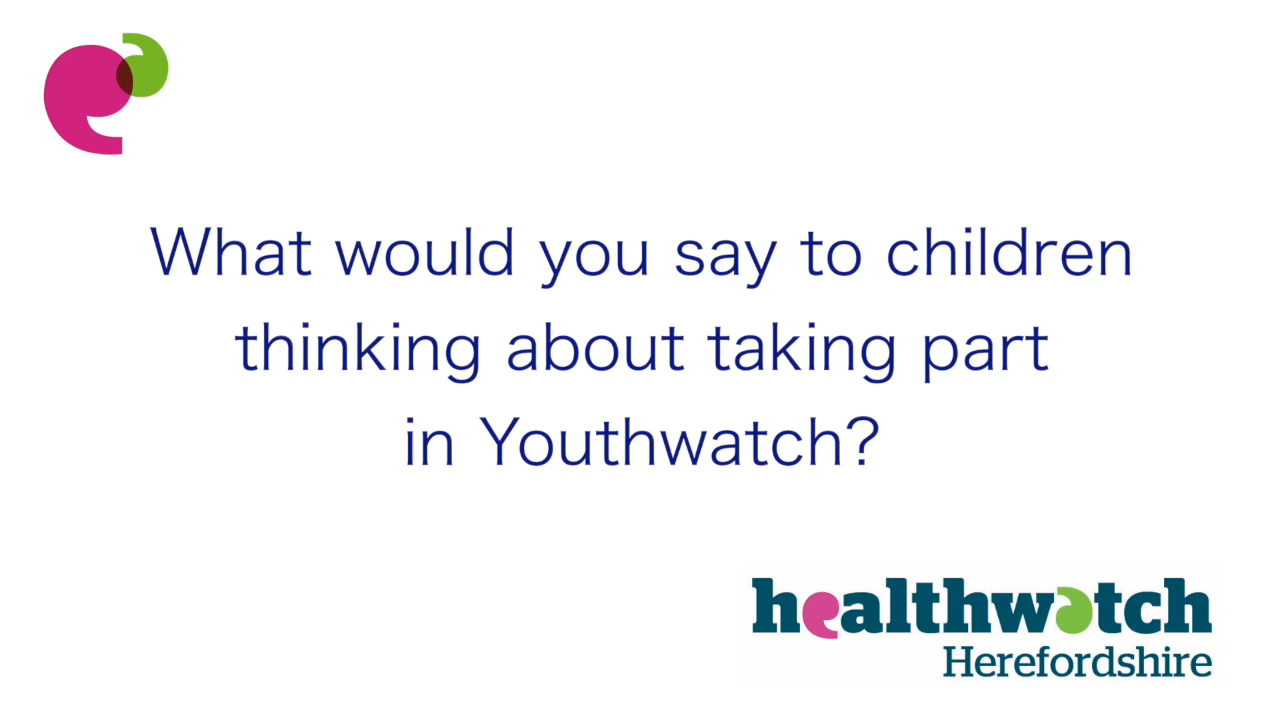 What would you say to children
thinking about taking part
in Youthwatch?
healthwatch
Herefordshire